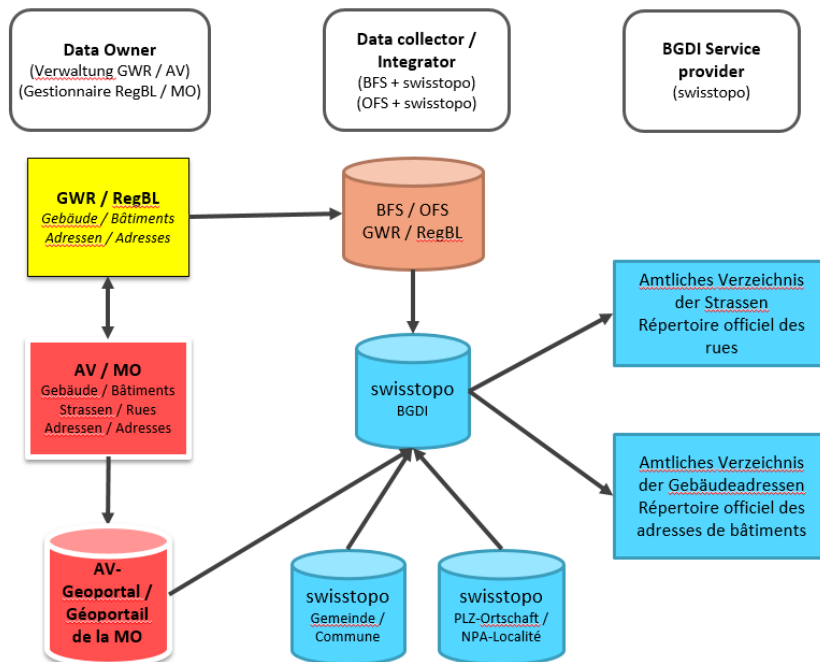 Data Owner
(Verwaltung GWR / AV)
(Gestionnaire RegBL / MO)
Data collector /
Integrator
(BFS + swisstopo)
(OFS + swisstopo)
BGDI Service
provider
(swisstopo)
GWR / RegBL
Gebäude / Bâtiments
Adressen / Adresses
BFS / OFS
GWR / RegBL
Amtliches Verzeichnis
der Strassen
Répertoire officiel des
rues
AV / MO
Gebäude / Bâtiments
Strassen / Rues
Adressen / Adresses
swisstopo
BGDI
Amtliches Verzeichnis
der Gebäudeadressen
Répertoire officiel des
adresses de bâtiments
AV-
Geoportal /
Géoportail
de la MO
swisstopo
Gemeinde /
Commune
swisstopo
PLZ-Ortschaft /
NPA-Localité